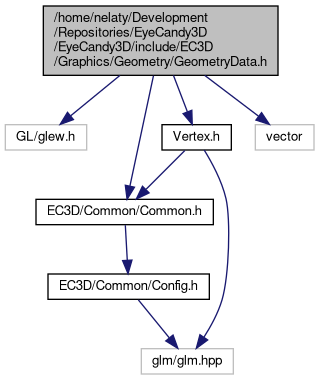 /home/nelaty/Development
/Repositories/EyeCandy3D
/EyeCandy3D/include/EC3D
/Graphics/Geometry/GeometryData.h
GL/glew.h
Vertex.h
vector
EC3D/Common/Common.h
EC3D/Common/Config.h
glm/glm.hpp